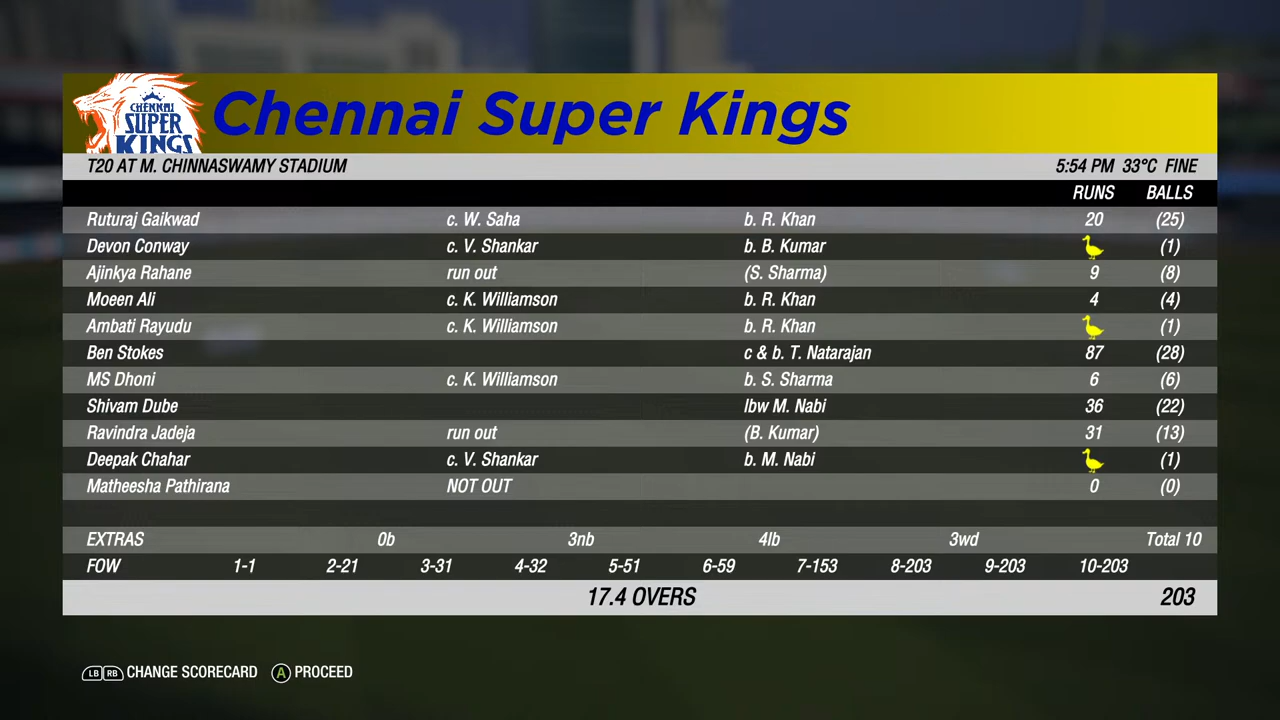 CHENNAI
SUPER
KINGS
Chennai Super Kings
T20 AT M. CHINNASWAMY STADIUM 5:54 PM 33°C FINE
RUNS BALLS
Ruturaj Gaikwad c. W. Saha b. R. Khan 20 (25)
Devon Conway c. V. Shankar b. B. Kumar (1)
Ajinkya Rahane run out (S. Sharma) 9 (8)
Moeen Ali c. K. Williamson b. R. Khan 4 (4)
Ambati Rayudu c. K. Williamson b. R. Khan (1)
Ben Stokes c & b. T. Natarajan 87 (28)
MS Dhoni c. K. Williamson b. S. Sharma 6 (6)
Shivam Dube lbw M. Nabi 36 (22)
Ravindra Jadeja run out (B. Kumar) 31 (13)
Deepak Chahar c. V. Shankar b. M. Nabi (1)
Matheesha Pathirana NOT OUT 0 (0)
EXTRAS 0b 3nb 4lb 3wd Total 10
FOW 1-1 2-21 3-31 4-32 5-51 6-59 7-153 8-203 9-203 10-203
17.4 OVERS 203
LB RB CHANGE SCORECARD A PROCEED